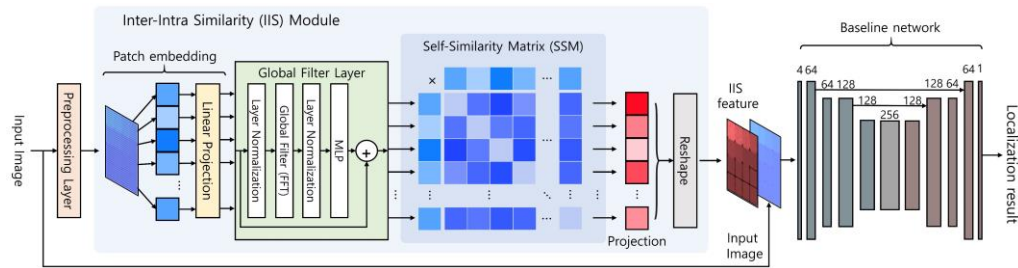 Inter-Intra Similarity (IIS) Module
Patch embedding
Self-Similarity Matrix (SSM)
Baseline network
Global Filter Layer
Input Image
Preprocessing Layer
Linear Projection
Layer Normalization
Global Filter (FFT)
Layer Normalization
MLP
+
×
...
...
...
...
...
...
Projection
Reshape
IIS
feature
Input
Image
4 64
128
128
256
128
128 64
64 1
Localization result